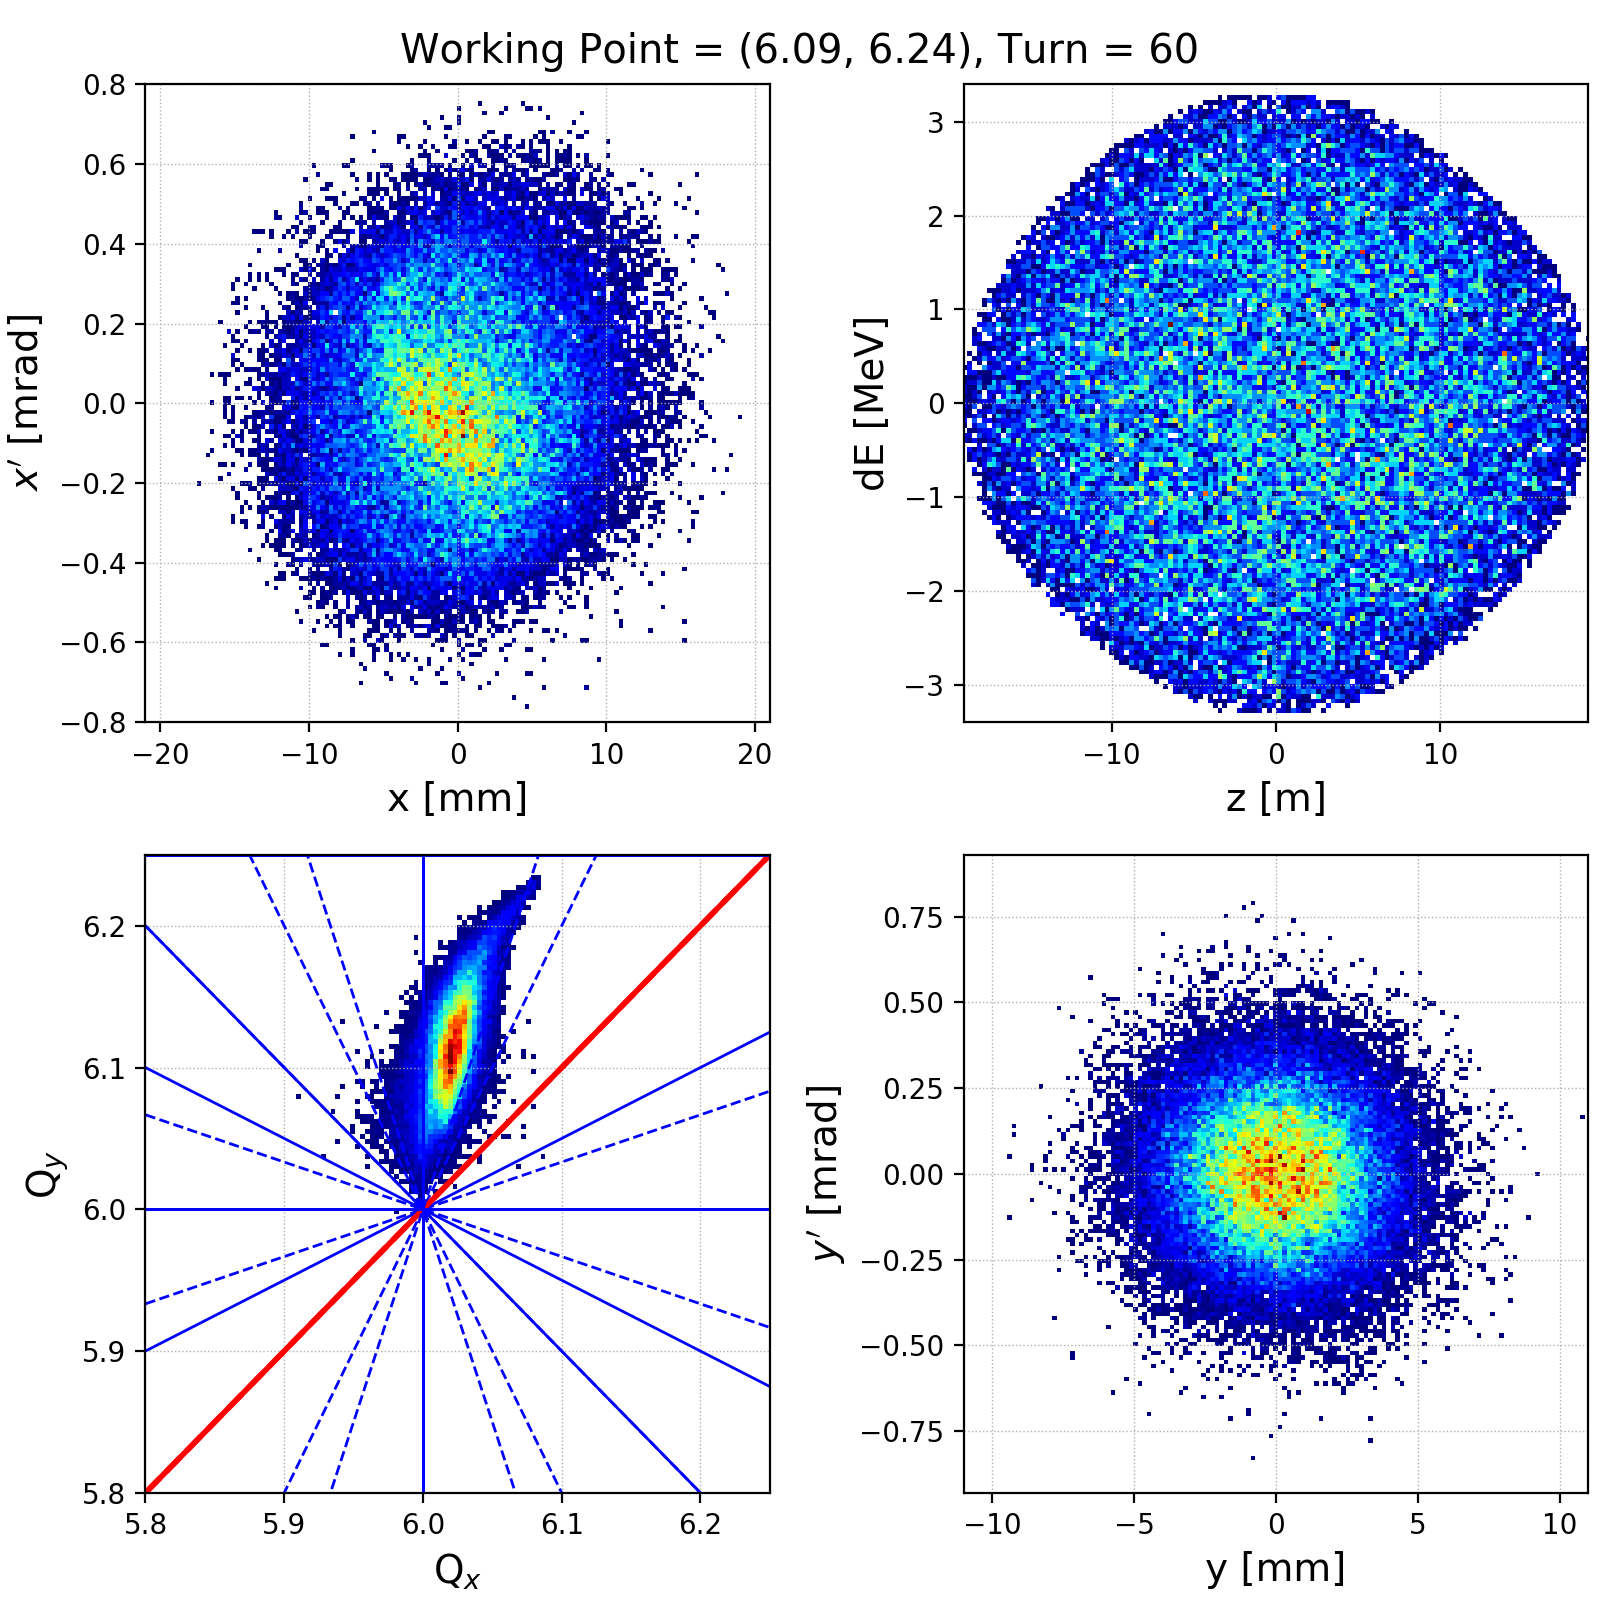 Working Point = (6.09, 6.24), Turn = 60
0.8
0.6
0.4
0.2
0.0
−0.2
−0.4
−0.6
−0.8
x′ [mrad]
−20 −10 0 10 20
x [mm]
3
2
1
0
−1
−2
−3
dE [MeV]
−10 0 10
z [m]
6.2
6.1
6.0
5.9
5.8
Qy
5.8 5.9 6.0 6.1 6.2
Qx
0.75
0.50
0.25
0.00
−0.25
−0.50
−0.75
y′ [mrad]
−10 −5 0 5 10
y [mm]